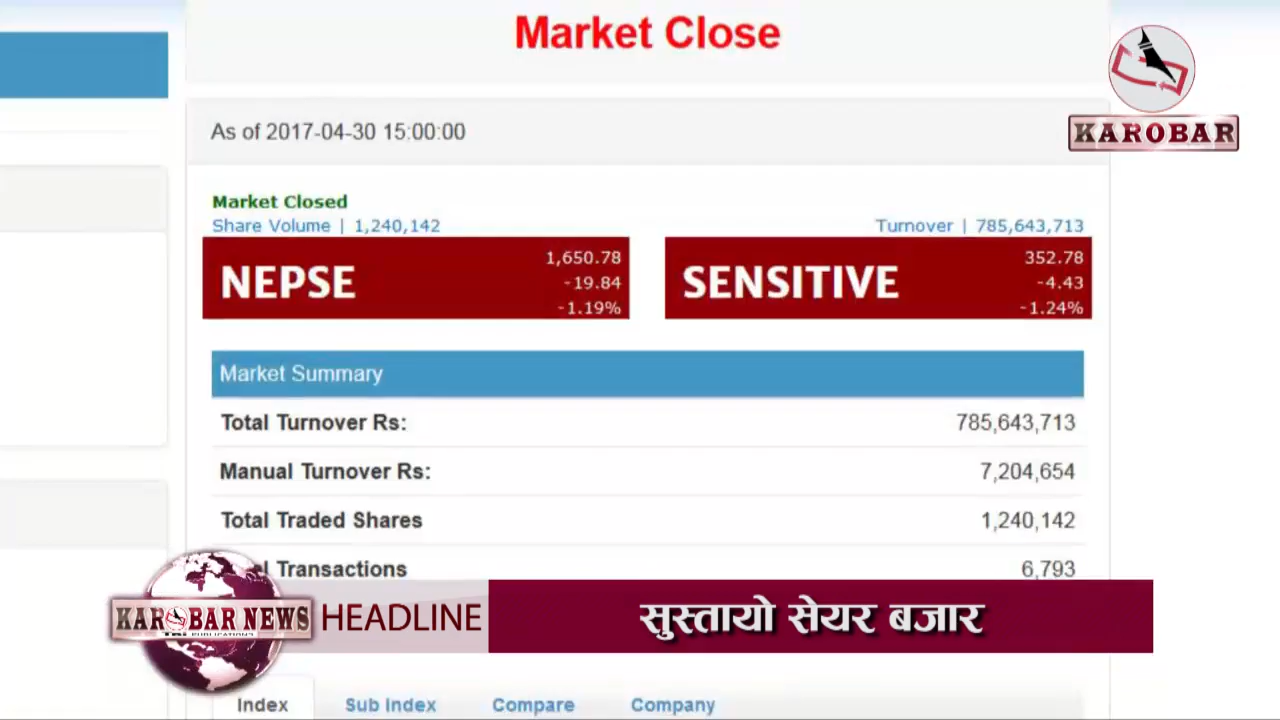 Market Close
As of 2017-04-30 15:00:00
KAROBAR
Market Closed
Share Volume | 1,240,142
Turnover | 785,643,713
NEPSE
1,650.78
-19.84
-1.19%
SENSITIVE
352.78
-4.43
-1.24%
Market Summary
Total Turnover Rs: 785,643,713
Manual Turnover Rs: 7,204,654
Total Traded Shares 1,240,142
Transactions 6,793
KAROBAR NEWS
PUBLICATIONS
HEADLINE
सुस्तायो सेयर बजार
Index Sub Index Compare Company